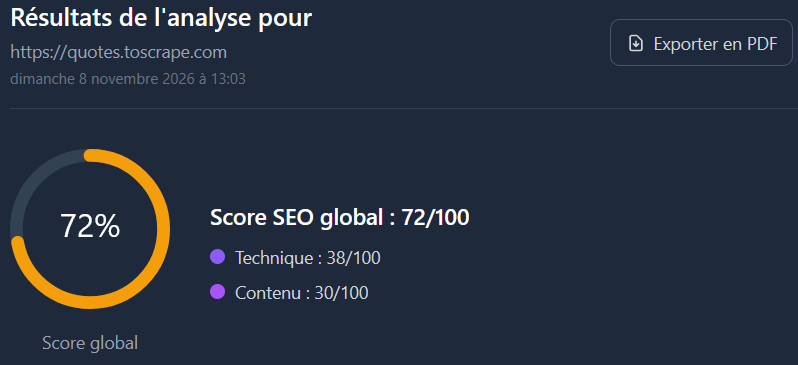 Résultats de l'analyse pour
https://quotes.toscrape.com
dimanche 8 novembre 2026 à 13:03
Exporter en PDF
72%
Score global
Score SEO global : 72/100
Technique : 38/100
Contenu : 30/100